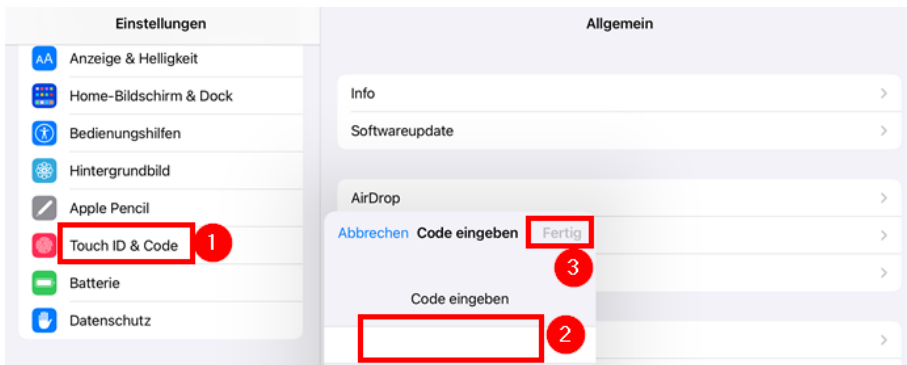 Einstellungen
Anzeige & Helligkeit
Home-Bildschirm & Dock
Bedienungshilfen
Hintergrundbild
Apple Pencil
Touch ID & Code
1
Batterie
Datenschutz
Allgemein
Info
Softwareupdate
AirDrop
Abbrechen Code eingeben Fertig
3
Code eingeben
2